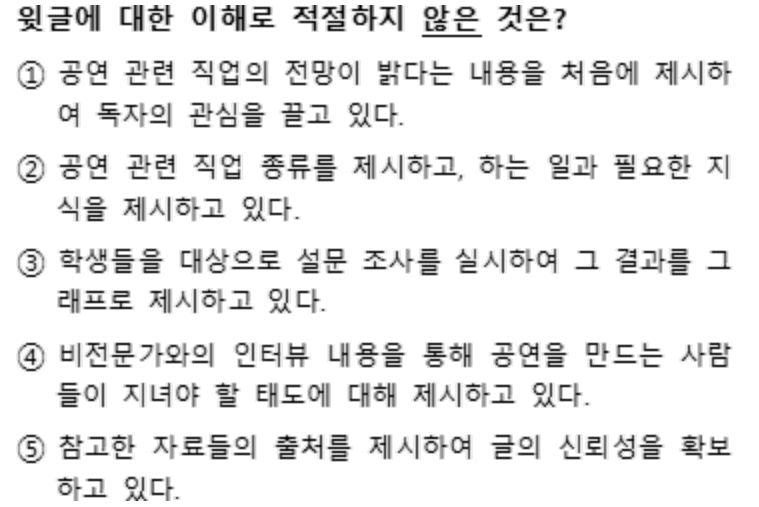 윗글에 대한 이해로 적절하지 않은 것은?
① 공연 관련 직업의 전망이 밝다는 내용을 처음에 제시하
여 독자의 관심을 끌고 있다.
② 공연 관련 직업 종류를 제시하고, 하는 일과 필요한 지
식을 제시하고 있다.
③ 학생들을 대상으로 설문 조사를 실시하여 그 결과를 그
래프로 제시하고 있다.
④ 비전문가와의 인터뷰 내용을 통해 공연을 만드는 사람
들이 지녀야 할 태도에 대해 제시하고 있다.
⑤ 참고한 자료들의 출처를 제시하여 글의 신뢰성을 확보
하고 있다.